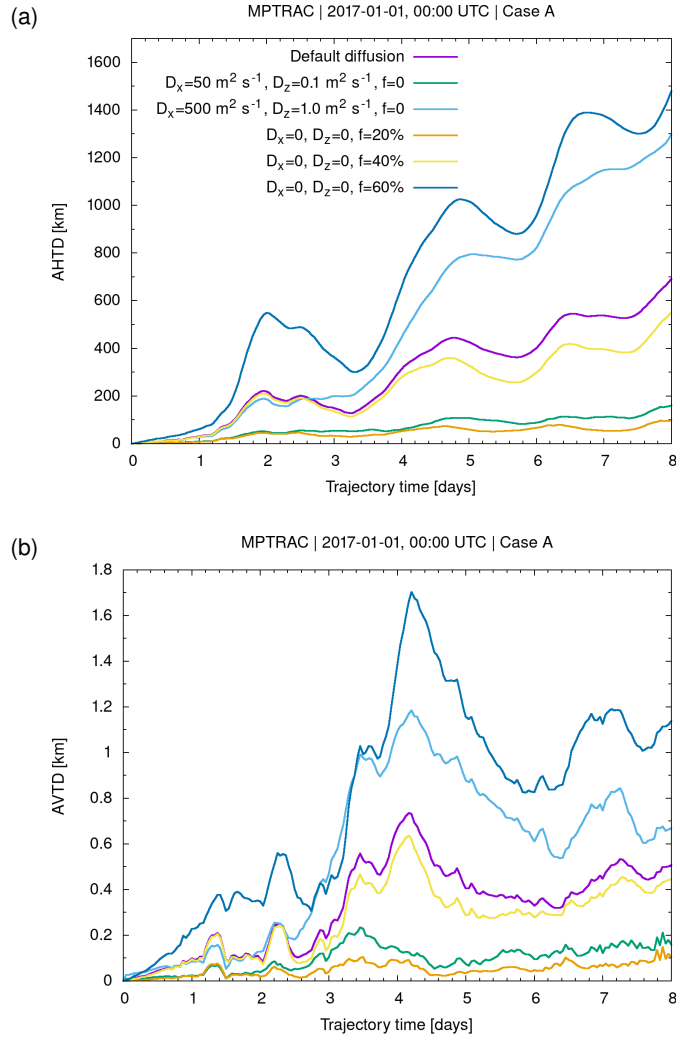 (a)
MPTRAC | 2017-01-01, 00:00 UTC | Case A
Default diffusion
Dₓ=50 m² s⁻¹, D_z=0.1 m² s⁻¹, f=0
Dₓ=500 m² s⁻¹, D_z=1.0 m² s⁻¹, f=0
Dₓ=0, D_z=0, f=20%
Dₓ=0, D_z=0, f=40%
Dₓ=0, D_z=0, f=60%
AHTD [km]
1600
1400
1200
1000
800
600
400
200
0
0 1 2 3 4 5 6 7 8
Trajectory time [days]
(b)
MPTRAC | 2017-01-01, 00:00 UTC | Case A
AVTD [km]
1.8
1.6
1.4
1.2
1
0.8
0.6
0.4
0.2
0
0 1 2 3 4 5 6 7 8
Trajectory time [days]